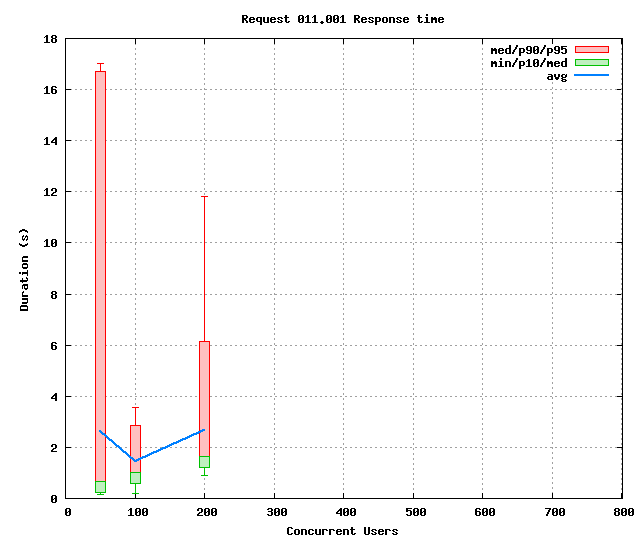 Request 011.001 Response time
med/p90/p95
min/p10/med
avg
18
16
14
12
10
8
6
4
2
0
Duration (s)
0 100 200 300 400 500 600 700 800
Concurrent Users